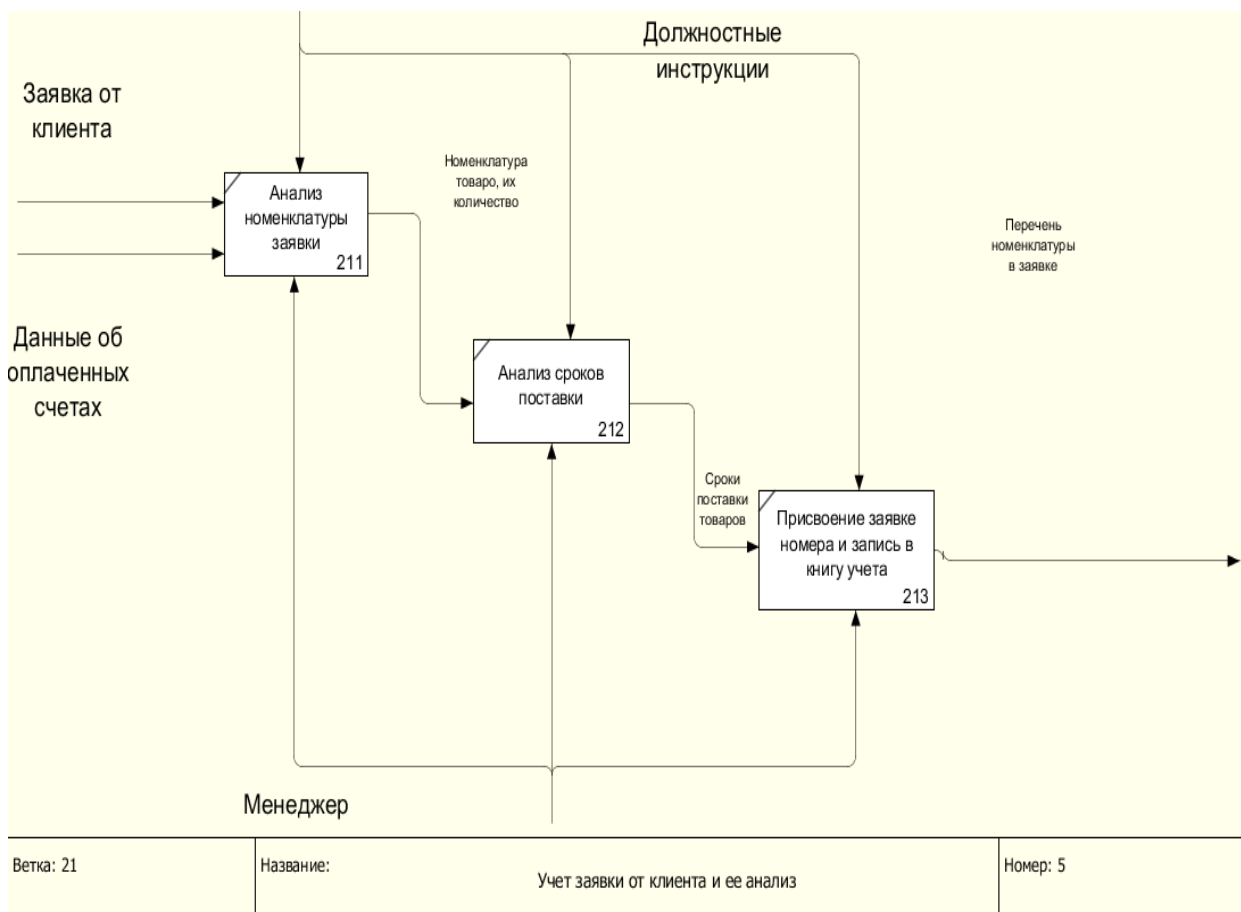 Должностные
инструкции
Заявка от
клиента
Номенклатура
товаро, их
количество
Анализ
номенклатуры
заявки
211
Перечень
номенклатуры
в заявке
Данные об
оплаченных
счетах
Анализ сроков
поставки
212
Сроки
поставки
товаров
Присвоение заявке
номера и запись в
книгу учета
213
Менеджер
Ветка: 21
Название:
Учет заявки от клиента и ее анализ
Номер: 5